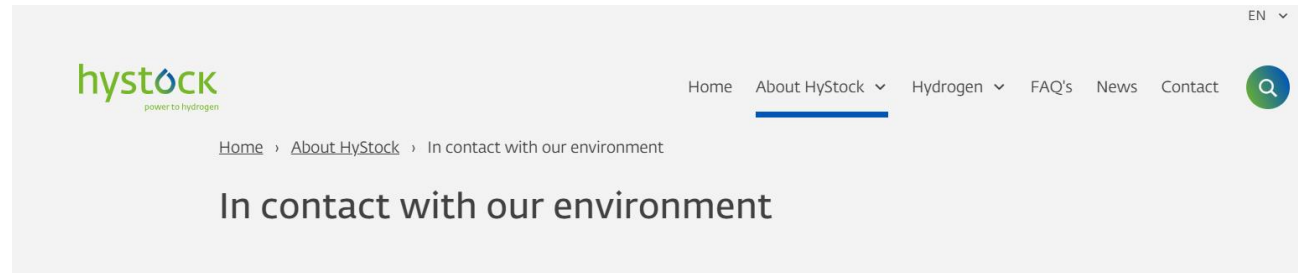 EN
hystock
power to hydrogen
Home About HyStock Hydrogen FAQ's News Contact
Home › About HyStock › In contact with our environment
In contact with our environment